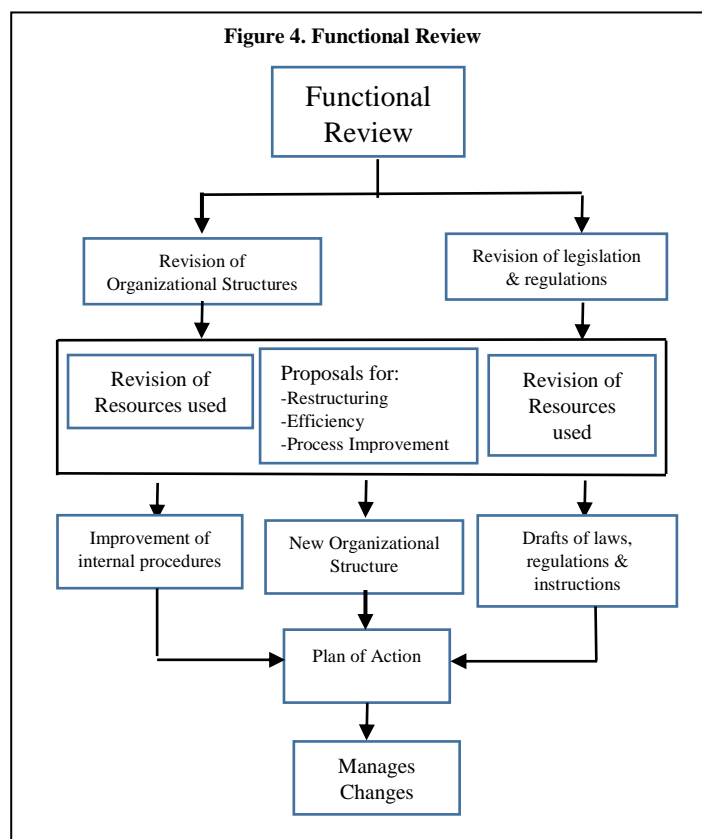 Figure 4. Functional Review
Functional
Review
Revision of
Organizational Structures
Revision of legislation
& regulations
Revision of
Resources used
Proposals for:
-Restructuring
-Efficiency
-Process Improvement
Revision of
Resources
used
Improvement of
internal procedures
New Organizational
Structure
Drafts of laws,
regulations &
instructions
Plan of Action
Manages
Changes